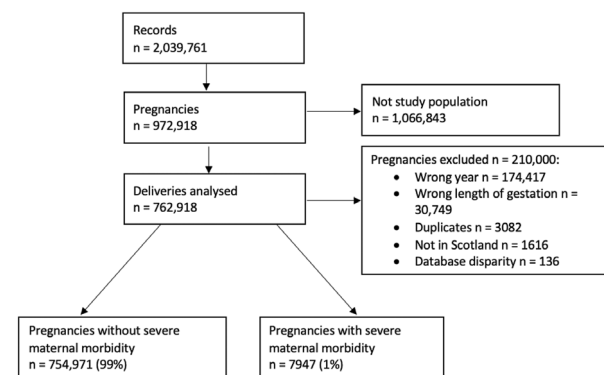 Records
n = 2,039,761
Pregnancies
n = 972,918
Not study population
n = 1,066,843
Deliveries analysed
n = 762,918
Pregnancies excluded n = 210,000:
• Wrong year n = 174,417
• Wrong length of gestation n =
30,749
• Duplicates n = 3082
• Not in Scotland n = 1616
• Database disparity n = 136
Pregnancies without severe
maternal morbidity
n = 754,971 (99%)
Pregnancies with severe
maternal morbidity
n = 7947 (1%)